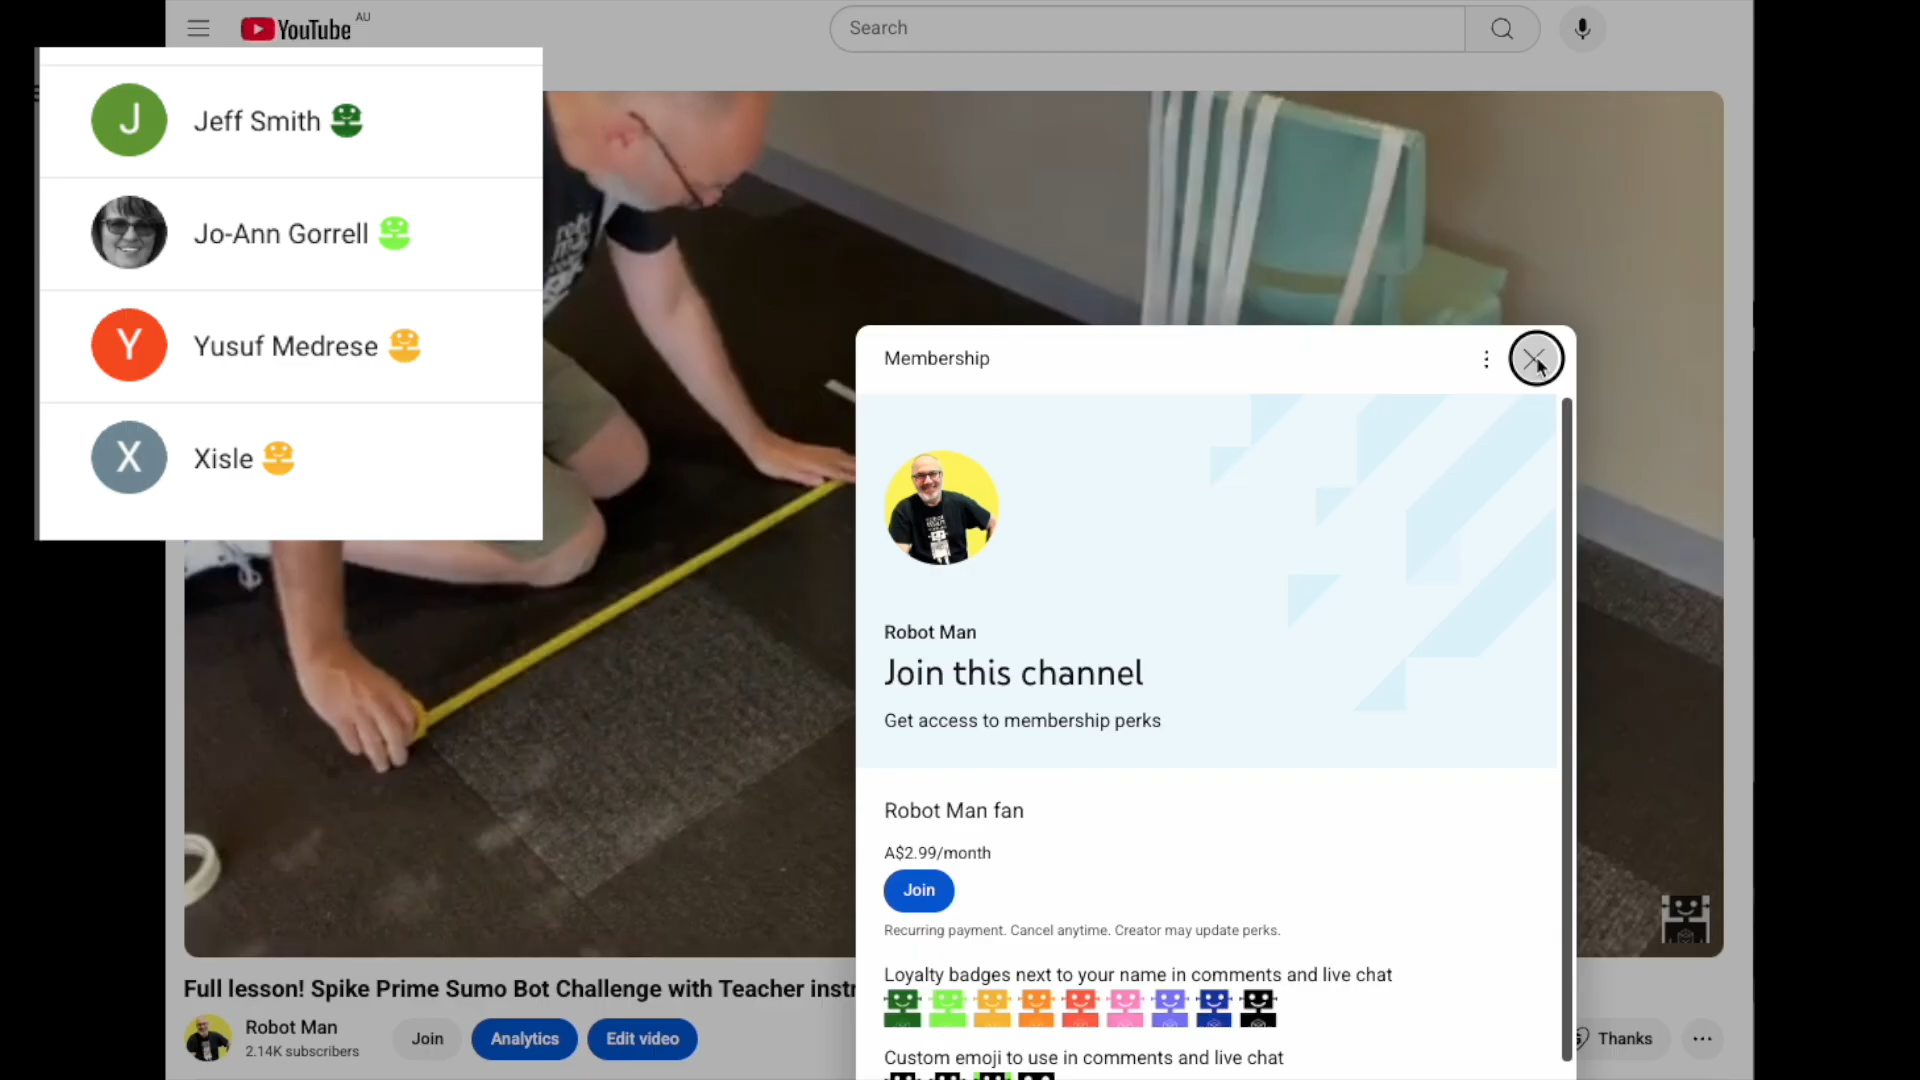 YouTube AU
Search
J Jeff Smith
Jo-Ann Gorrell
Y Yusuf Medrese
X Xisle
Membership
Robot Man
Join this channel
Get access to membership perks
Robot Man fan
A$2.99/month
Join
Recurring payment. Cancel anytime. Creator may update perks.
Loyalty badges next to your name in comments and live chat
Custom emoji to use in comments and live chat
Full lesson! Spike Prime Sumo Bot Challenge with Teacher instr
Robot Man
2.14K subscribers
Join
Analytics
Edit video
Thanks